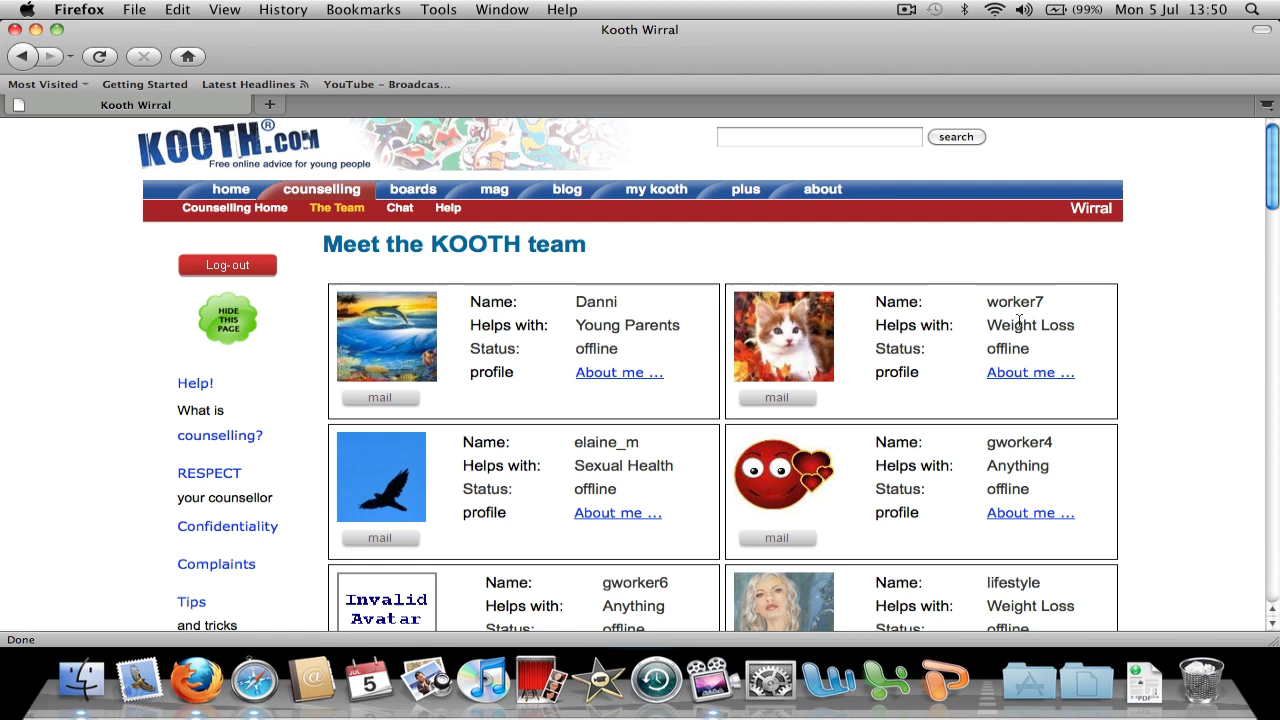 Firefox File Edit View History Bookmarks Tools Window Help (99%) Mon 5 Jul 13:50
Kooth Wirral
Most Visited Getting Started Latest Headlines YouTube – Broadcas...
Kooth Wirral +
KOOTH.com®
Free online advice for young people
search
home counselling boards mag blog my kooth plus about
Counselling Home The Team Chat Help Wirral
Meet the KOOTH team
Log-out
HIDE
THIS
PAGE
Help!
What is
counselling?
RESPECT
your counsellor
Confidentiality
Complaints
Tips
and tricks
Name: Danni
Helps with: Young Parents
Status: offline
profile About me ...
mail
Name: worker7
Helps with: Weight Loss
Status: offline
profile About me ...
mail
Name: elaine_m
Helps with: Sexual Health
Status: offline
profile About me ...
mail
Name: gworker4
Helps with: Anything
Status: offline
profile About me ...
mail
Invalid
Avatar
Name: gworker6
Helps with: Anything
Status: offline
Name: lifestyle
Helps with: Weight Loss
Status: offline
Done
JUL
5
PDF